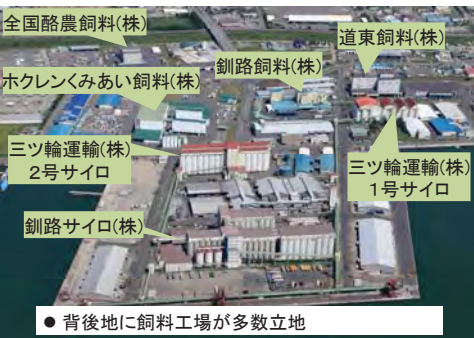 全国酪農飼料(株)
道東飼料(株)
釧路飼料(株)
ホクレンくみあい飼料(株)
三ツ輪運輸(株)
2号サイロ
三ツ輪運輸(株)
1号サイロ
釧路サイロ(株)
● 背後地に飼料工場が多数立地